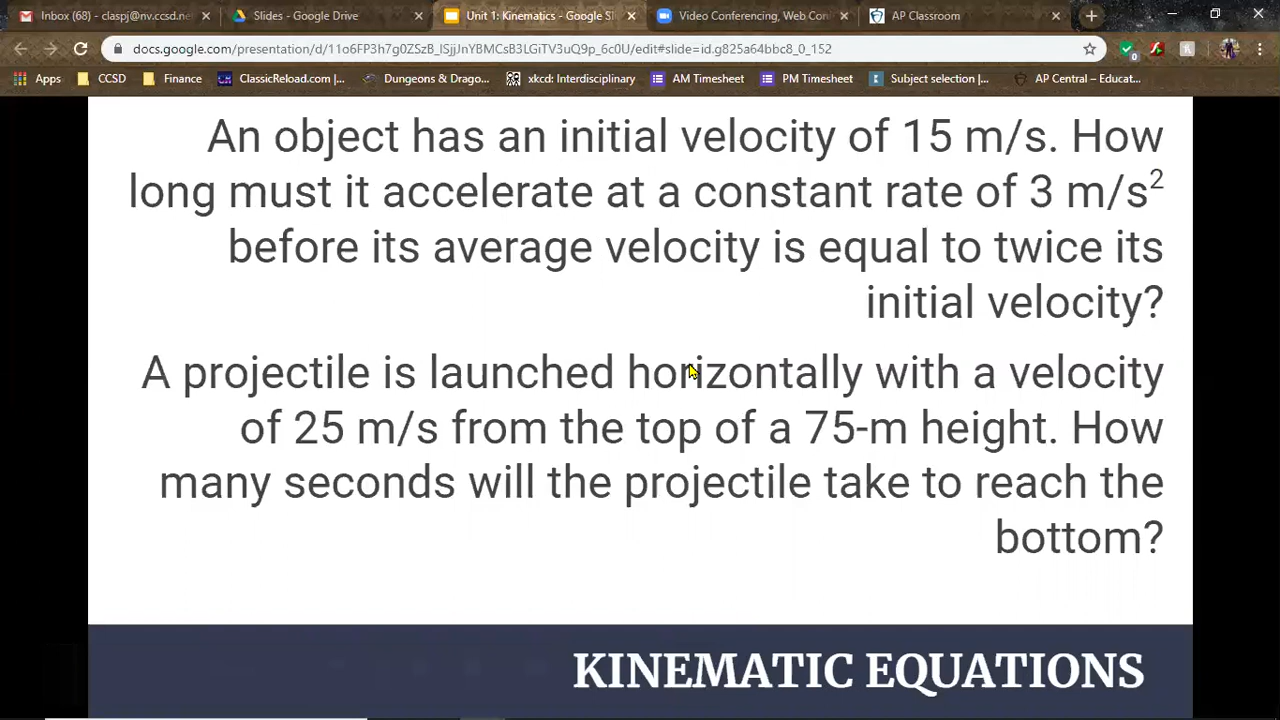 Inbox (68) - claspj@nv.ccsd.ne
Slides - Google Drive
Unit 1: Kinematics - Google Sl
Video Conferencing, Web Con
AP Classroom
docs.google.com/presentation/d/11o6FP3h7g0ZSzB_lSjjJnYBMCsB3LGiTV3uQ9p_6c0U/edit#slide=id.g825a64bbc8_0_152
Apps
CCSD
Finance
ClassicReload.com |...
Dungeons & Drago...
xkcd: Interdisciplinary
AM Timesheet
PM Timesheet
Subject selection |...
AP Central – Educat...
An object has an initial velocity of 15 m/s. How
long must it accelerate at a constant rate of 3 m/s²
before its average velocity is equal to twice its
initial velocity?
A projectile is launched horizontally with a velocity
of 25 m/s from the top of a 75-m height. How
many seconds will the projectile take to reach the
bottom?
KINEMATIC EQUATIONS